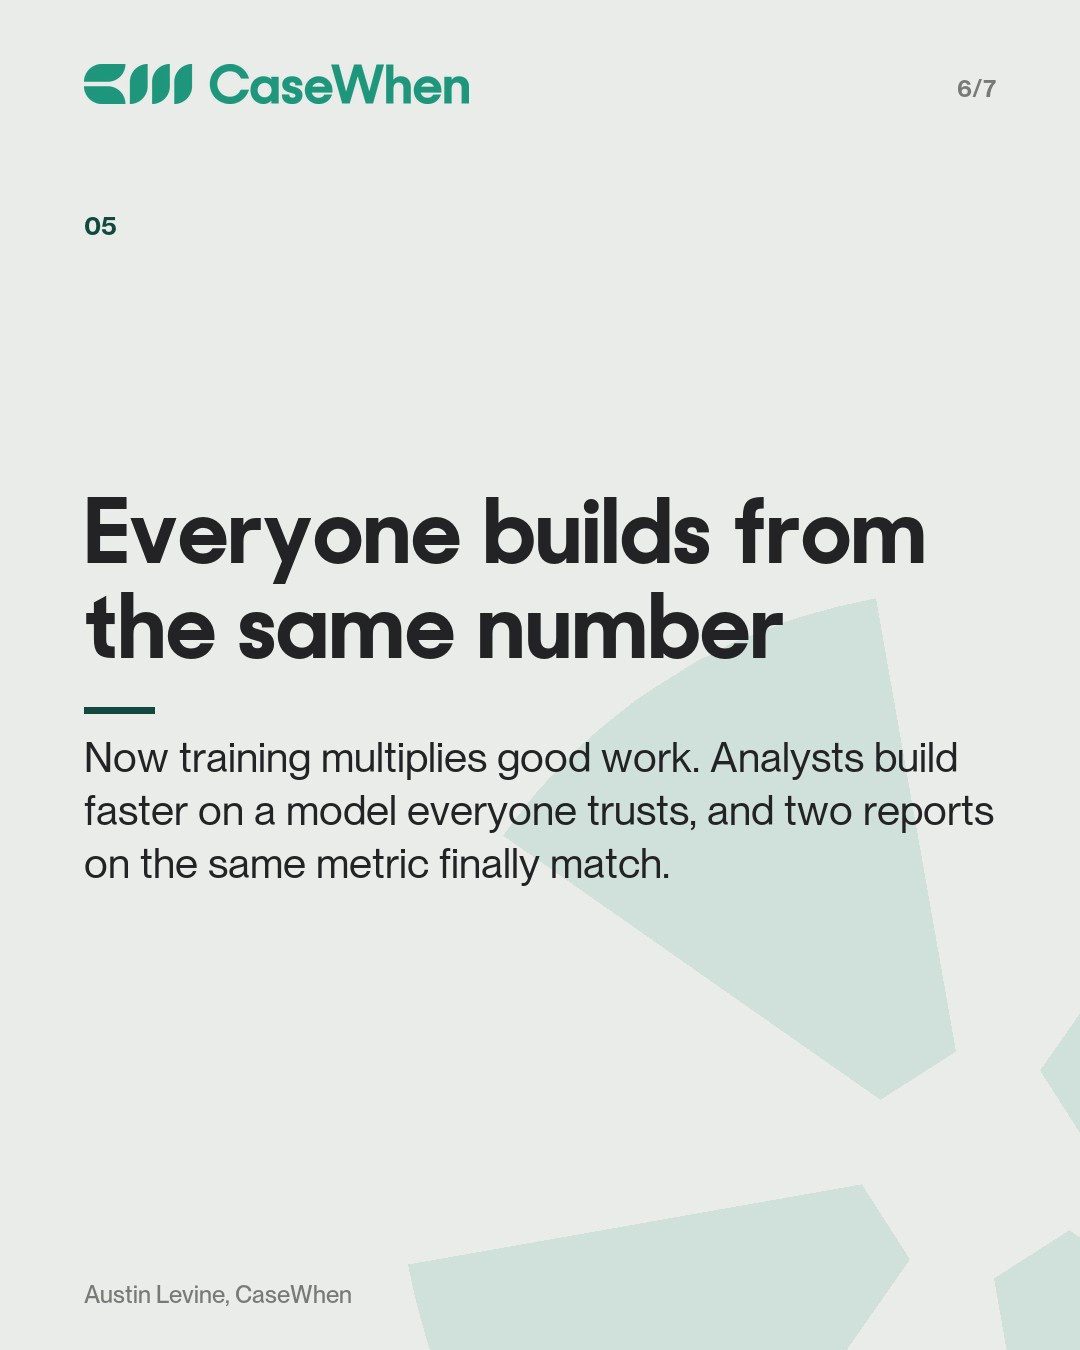 CaseWhen
6/7
05
Everyone builds from
the same number
Now training multiplies good work. Analysts build
faster on a model everyone trusts, and two reports
on the same metric finally match.
Austin Levine, CaseWhen